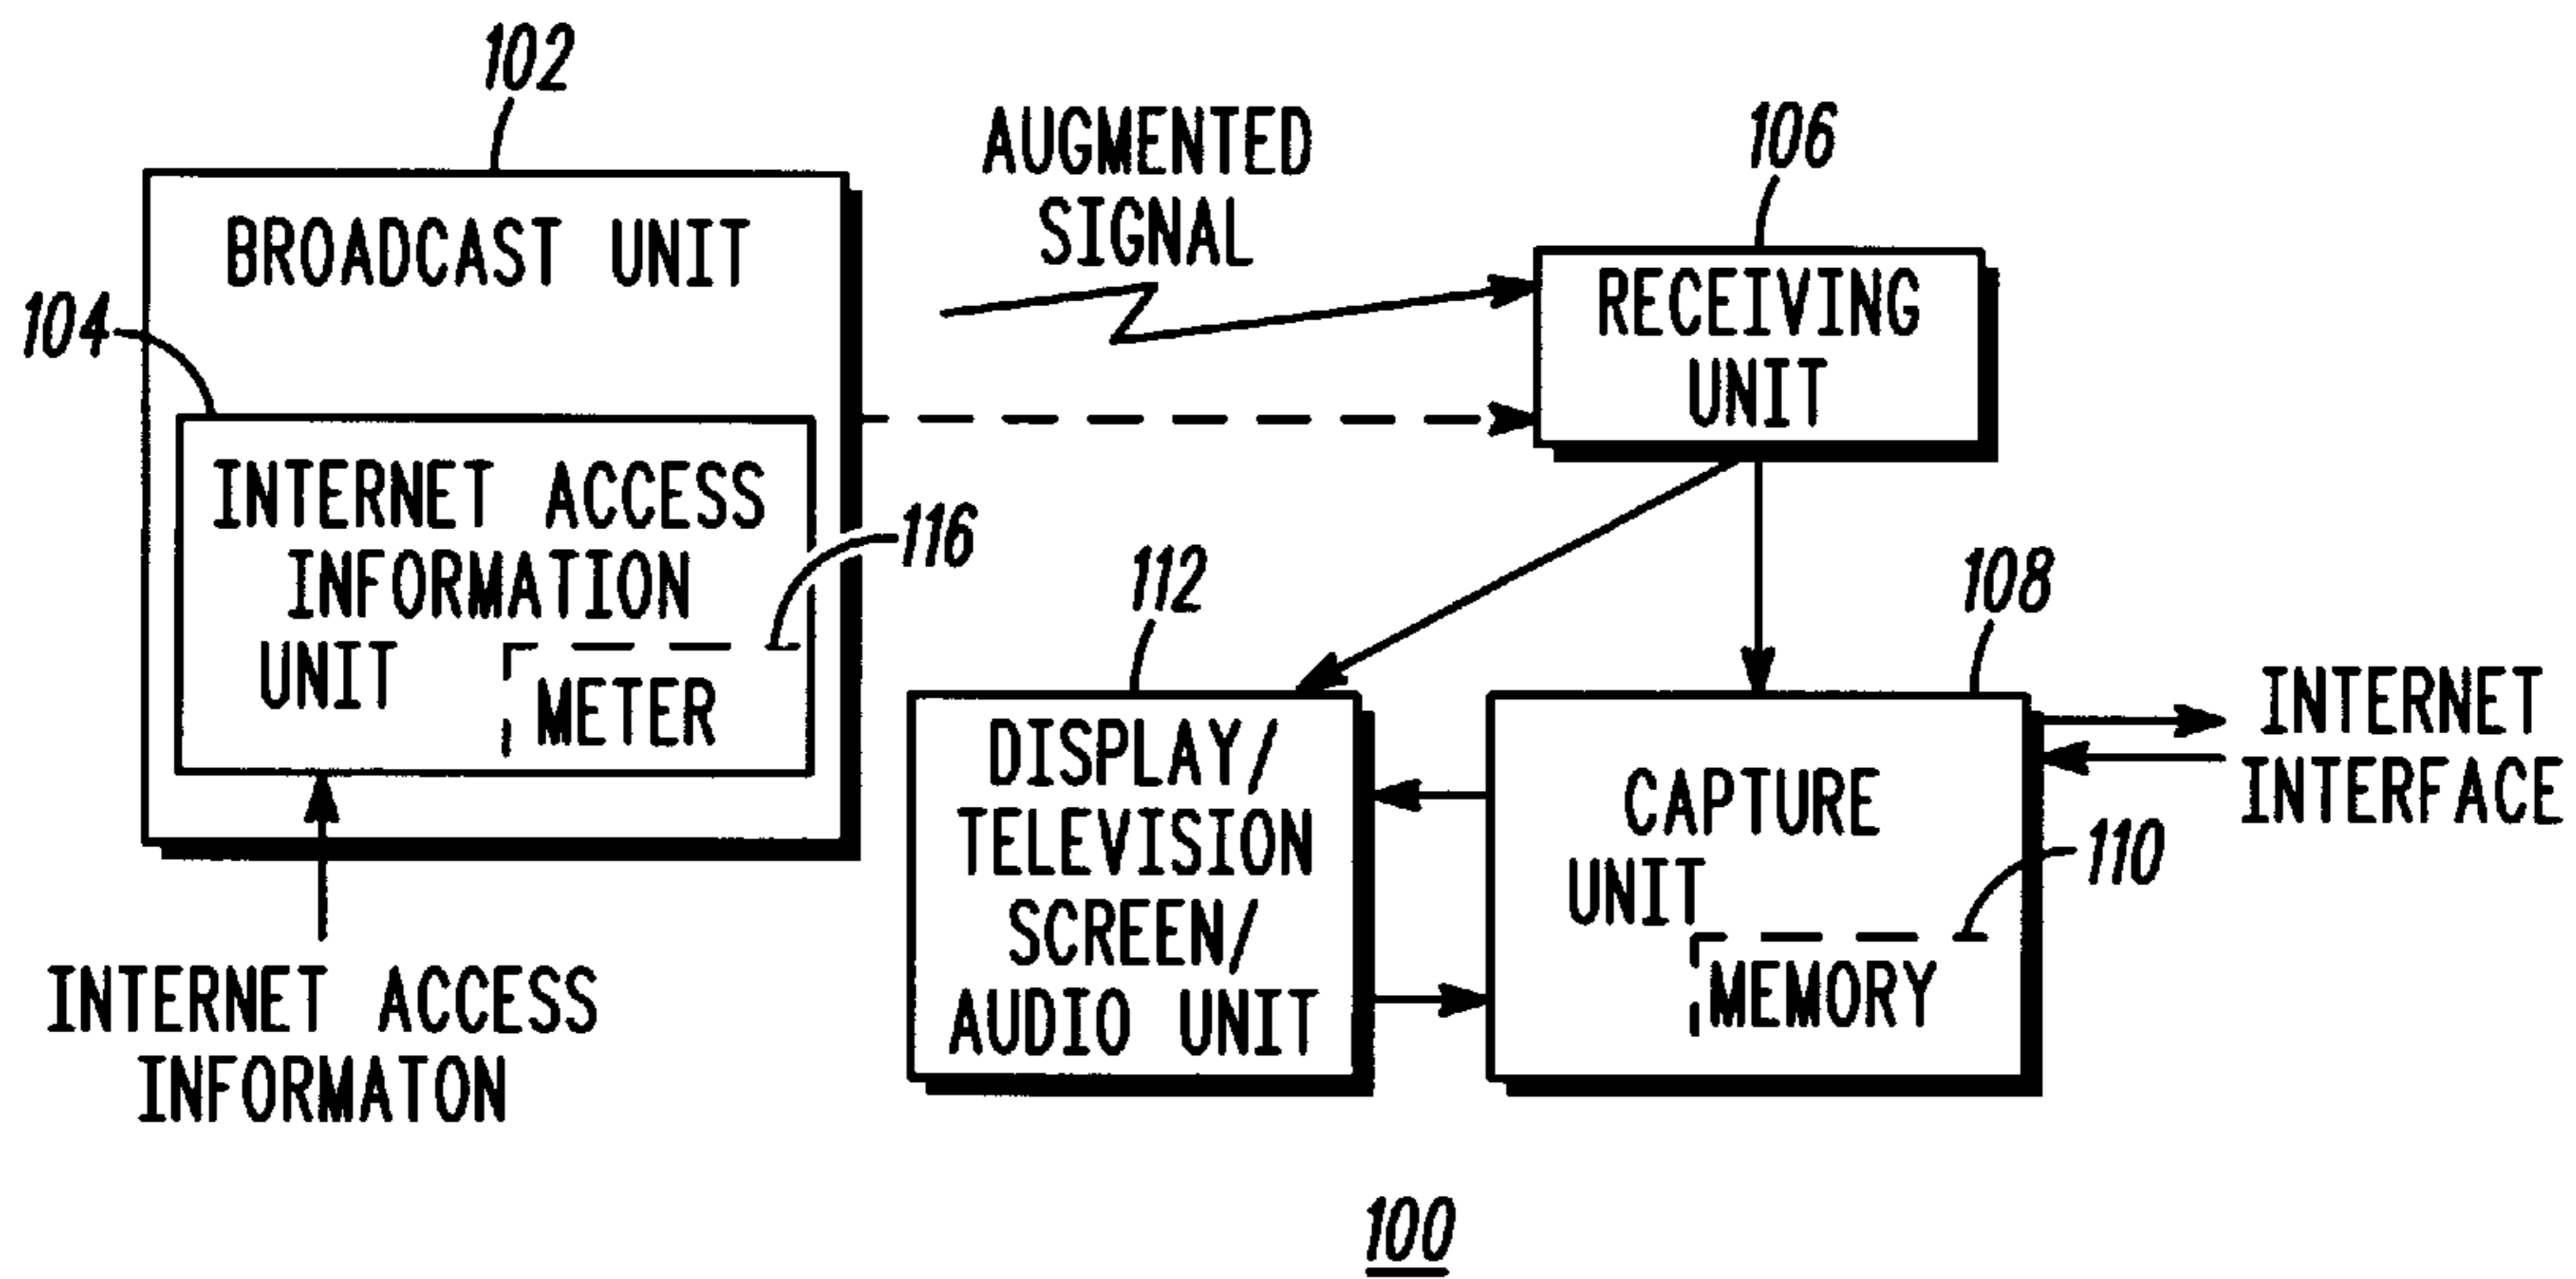 102
BROADCAST UNIT
104
INTERNET ACCESS
INFORMATION
UNIT
METER
116
INTERNET ACCESS
INFORMATON
AUGMENTED
SIGNAL
106
RECEIVING
UNIT
112
DISPLAY/
TELEVISION
SCREEN/
AUDIO UNIT
108
CAPTURE
UNIT
MEMORY
110
INTERNET
INTERFACE
100